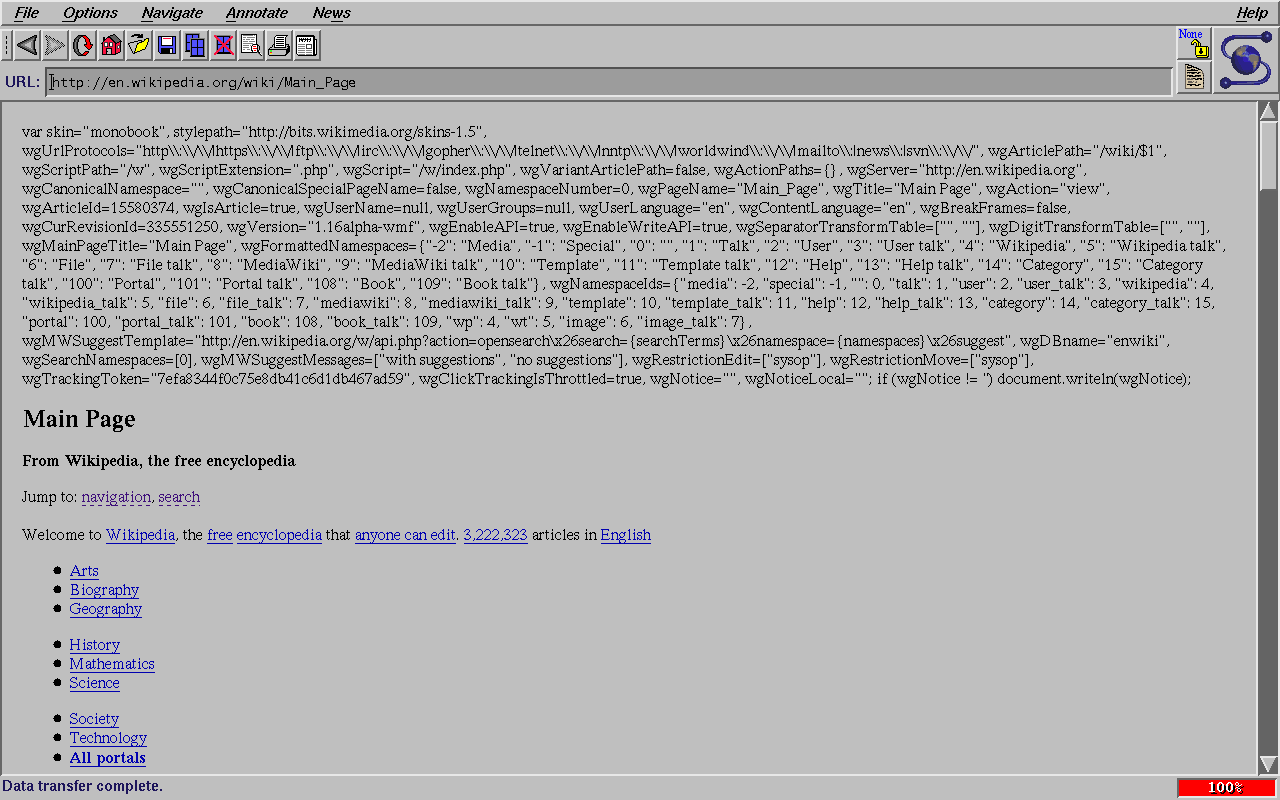 File Options Navigate Annotate News Help
None
URL: http://en.wikipedia.org/wiki/Main_Page
var skin="monobook", stylepath="http://bits.wikimedia.org/skins-1.5",
wgUrlProtocols="http\\:\\/\\/|https\\:\\/\\/|ftp\\:\\/\\/|irc\\:\\/\\/|gopher\\:\\/\\/|telnet\\:\\/\\/|nntp\\:\\/\\/|worldwind\\:\\/\\/|mailto\\:|news\\:|svn\\:\\/\\/", wgArticlePath="/wiki/$1",
wgScriptPath="/w", wgScriptExtension=".php", wgScript="/w/index.php", wgVariantArticlePath=false, wgActionPaths={}, wgServer="http://en.wikipedia.org",
wgCanonicalNamespace="", wgCanonicalSpecialPageName=false, wgNamespaceNumber=0, wgPageName="Main_Page", wgTitle="Main Page", wgAction="view",
wgArticleId=15580374, wgIsArticle=true, wgUserName=null, wgUserGroups=null, wgUserLanguage="en", wgContentLanguage="en", wgBreakFrames=false,
wgCurRevisionId=335551250, wgVersion="1.16alpha-wmf", wgEnableAPI=true, wgEnableWriteAPI=true, wgSeparatorTransformTable=["", ""], wgDigitTransformTable=["", ""],
wgMainPageTitle="Main Page", wgFormattedNamespaces={"-2": "Media", "-1": "Special", "0": "", "1": "Talk", "2": "User", "3": "User talk", "4": "Wikipedia", "5": "Wikipedia talk",
"6": "File", "7": "File talk", "8": "MediaWiki", "9": "MediaWiki talk", "10": "Template", "11": "Template talk", "12": "Help", "13": "Help talk", "14": "Category", "15": "Category
talk", "100": "Portal", "101": "Portal talk", "108": "Book", "109": "Book talk"}, wgNamespaceIds={"media": -2, "special": -1, "": 0, "talk": 1, "user": 2, "user_talk": 3, "wikipedia": 4,
"wikipedia_talk": 5, "file": 6, "file_talk": 7, "mediawiki": 8, "mediawiki_talk": 9, "template": 10, "template_talk": 11, "help": 12, "help_talk": 13, "category": 14, "category_talk": 15,
"portal": 100, "portal_talk": 101, "book": 108, "book_talk": 109, "wp": 4, "wt": 5, "image": 6, "image_talk": 7},
wgMWSuggestTemplate="http://en.wikipedia.org/w/api.php?action=opensearch\x26search={searchTerms}\x26namespace={namespaces}\x26suggest", wgDBname="enwiki",
wgSearchNamespaces=[0], wgMWSuggestMessages=["with suggestions", "no suggestions"], wgRestrictionEdit=["sysop"], wgRestrictionMove=["sysop"],
wgTrackingToken="7efa8344f0c75e8db41c6d1db467ad59", wgClickTrackingIsThrottled=true, wgNotice="", wgNoticeLocal=""; if (wgNotice != '') document.writeln(wgNotice);
Main Page
From Wikipedia, the free encyclopedia
Jump to: navigation, search
Welcome to Wikipedia, the free encyclopedia that anyone can edit. 3,222,323 articles in English
Arts
Biography
Geography
History
Mathematics
Science
Society
Technology
All portals
Data transfer complete. 100%